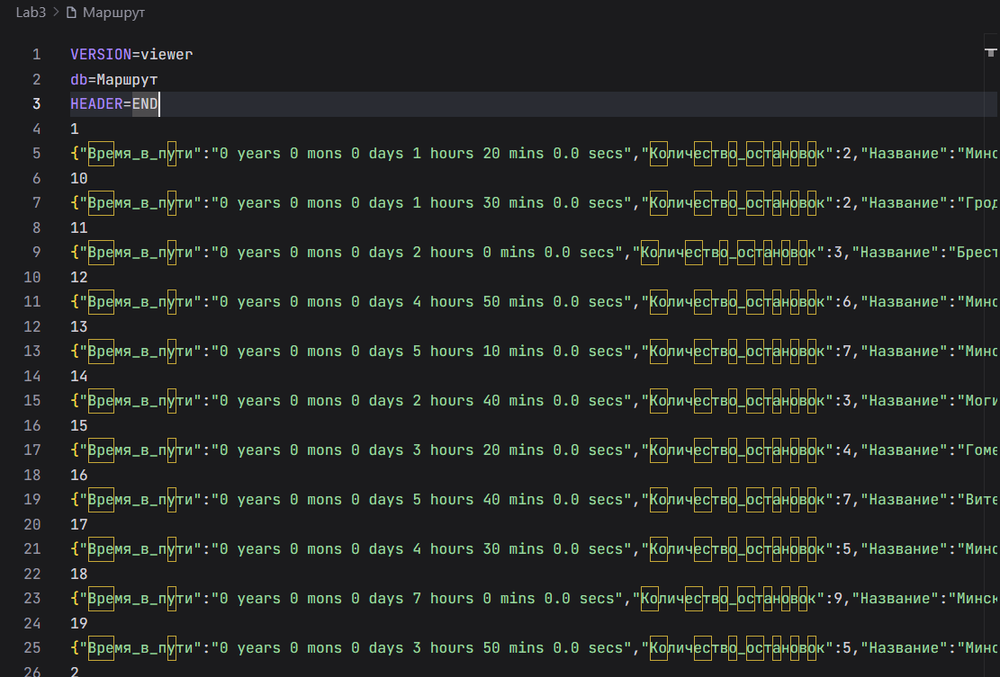 Lab3 > Маршрут
1 VERSION=viewer
2 db=Маршрут
3 HEADER=END
4 1
5 {"Время_в_пути":"0 years 0 mons 0 days 1 hours 20 mins 0.0 secs","Количество_остановок":2,"Название":"Минс
6 10
7 {"Время_в_пути":"0 years 0 mons 0 days 1 hours 30 mins 0.0 secs","Количество_остановок":2,"Название":"Грод
8 11
9 {"Время_в_пути":"0 years 0 mons 0 days 2 hours 0 mins 0.0 secs","Количество_остановок":3,"Название":"Брест
10 12
11 {"Время_в_пути":"0 years 0 mons 0 days 4 hours 50 mins 0.0 secs","Количество_остановок":6,"Название":"Минс
12 13
13 {"Время_в_пути":"0 years 0 mons 0 days 5 hours 10 mins 0.0 secs","Количество_остановок":7,"Название":"Минс
14 14
15 {"Время_в_пути":"0 years 0 mons 0 days 2 hours 40 mins 0.0 secs","Количество_остановок":3,"Название":"Моги
16 15
17 {"Время_в_пути":"0 years 0 mons 0 days 3 hours 20 mins 0.0 secs","Количество_остановок":4,"Название":"Гоме
18 16
19 {"Время_в_пути":"0 years 0 mons 0 days 5 hours 40 mins 0.0 secs","Количество_остановок":7,"Название":"Вите
20 17
21 {"Время_в_пути":"0 years 0 mons 0 days 4 hours 30 mins 0.0 secs","Количество_остановок":5,"Название":"Минс
22 18
23 {"Время_в_пути":"0 years 0 mons 0 days 7 hours 0 mins 0.0 secs","Количество_остановок":9,"Название":"Минск
24 19
25 {"Время_в_пути":"0 years 0 mons 0 days 3 hours 50 mins 0.0 secs","Количество_остановок":5,"Название":"Минс
26 2